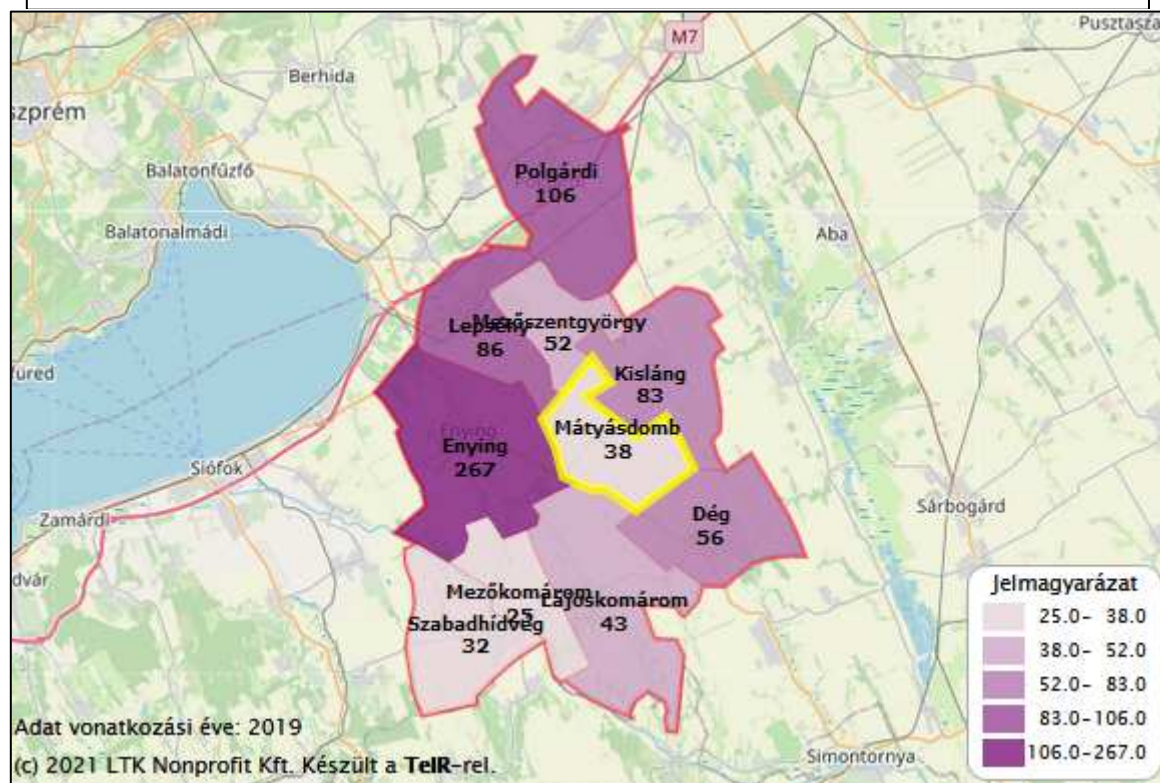 Pusztasza
M7
Berhida
szprém
Polgárdi
106
Balatonfűzfő
Balatonalmádi
Aba
Mezőszentgyörgy
52
Lepsény
86
füred
Kisláng
83
Enying
Mátyásdomb
38
Enying
267
Siófok
Sárbogárd
Dég
56
Zamárdi
dvár
Mezőkomárom
25
Lajoskomárom
43
Szabadhídvég
32
Jelmagyarázat
25.0- 38.0
38.0- 52.0
52.0- 83.0
83.0-106.0
106.0-267.0
Adat vonatkozási éve: 2019
Simontornya
(c) 2021 LTK Nonprofit Kft. Készült a TeIR-rel.